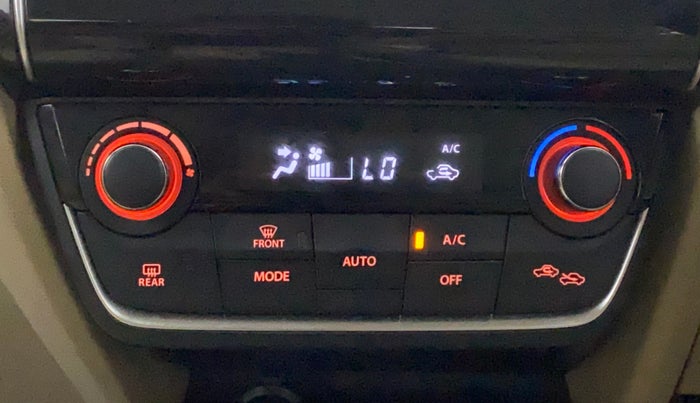 A/C
LO
FRONT
A/C
AUTO
REAR
MODE
OFF